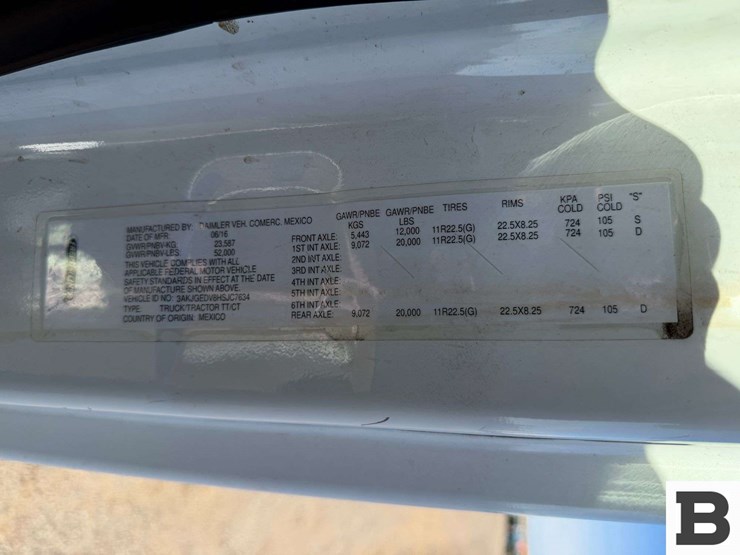 MANUFACTURED BY: DAIMLER VEH. COMERC. MEXICO
DATE OF MFR: 06/16
GVWR/PNBV-KG: 23,587
GVWR/PNBV-LBS: 52,000
THIS VEHICLE COMPLIES WITH ALL
APPLICABLE FEDERAL MOTOR VEHICLE
SAFETY STANDARDS IN EFFECT AT THE DATE
OF MANUFACTURE SHOWN ABOVE.
VEHICLE ID NO: 3AKJGEDV8HSJC7634
TYPE: TRUCK/TRACTOR TT/CT
COUNTRY OF ORIGIN: MEXICO
GAWR/PNBE KGS GAWR/PNBE LBS TIRES RIMS KPA COLD PSI COLD "S"
FRONT AXLE: 5,443 12,000 11R22.5(G) 22.5X8.25 724 105 S
1ST INT AXLE: 9,072 20,000 11R22.5(G) 22.5X8.25 724 105 D
2ND INT AXLE:
3RD INT AXLE:
4TH INT AXLE:
5TH INT AXLE:
6TH INT AXLE:
REAR AXLE: 9,072 20,000 11R22.5(G) 22.5X8.25 724 105 D
B